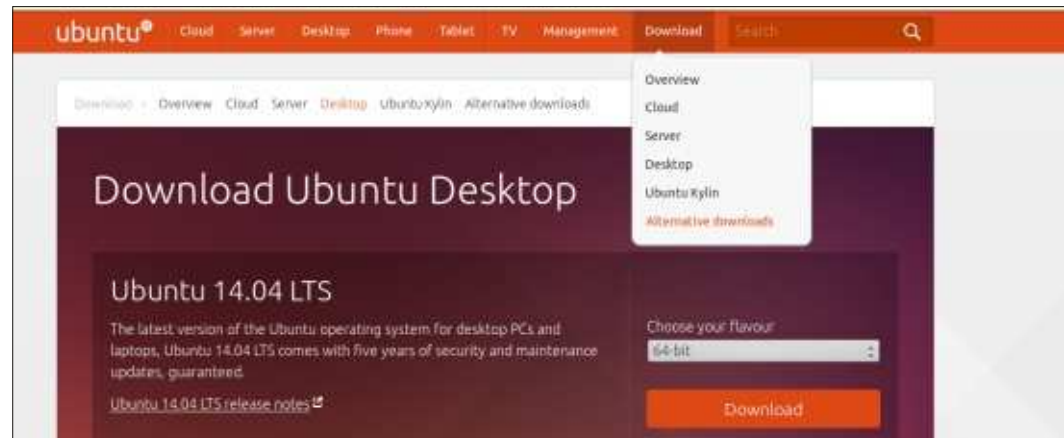 ubuntu Cloud Server Desktop Phone Tablet TV Management Download Search
Overview
Cloud
Server
Desktop
Ubuntu Kylin
Alternative downloads
Download › Overview Cloud Server Desktop Ubuntu Kylin Alternative downloads
Download Ubuntu Desktop
Ubuntu 14.04 LTS
The latest version of the Ubuntu operating system for desktop PCs and
laptops, Ubuntu 14.04 LTS comes with five years of security and maintenance
updates, guaranteed.
Ubuntu 14.04 LTS release notes
Choose your flavour
64-bit
Download